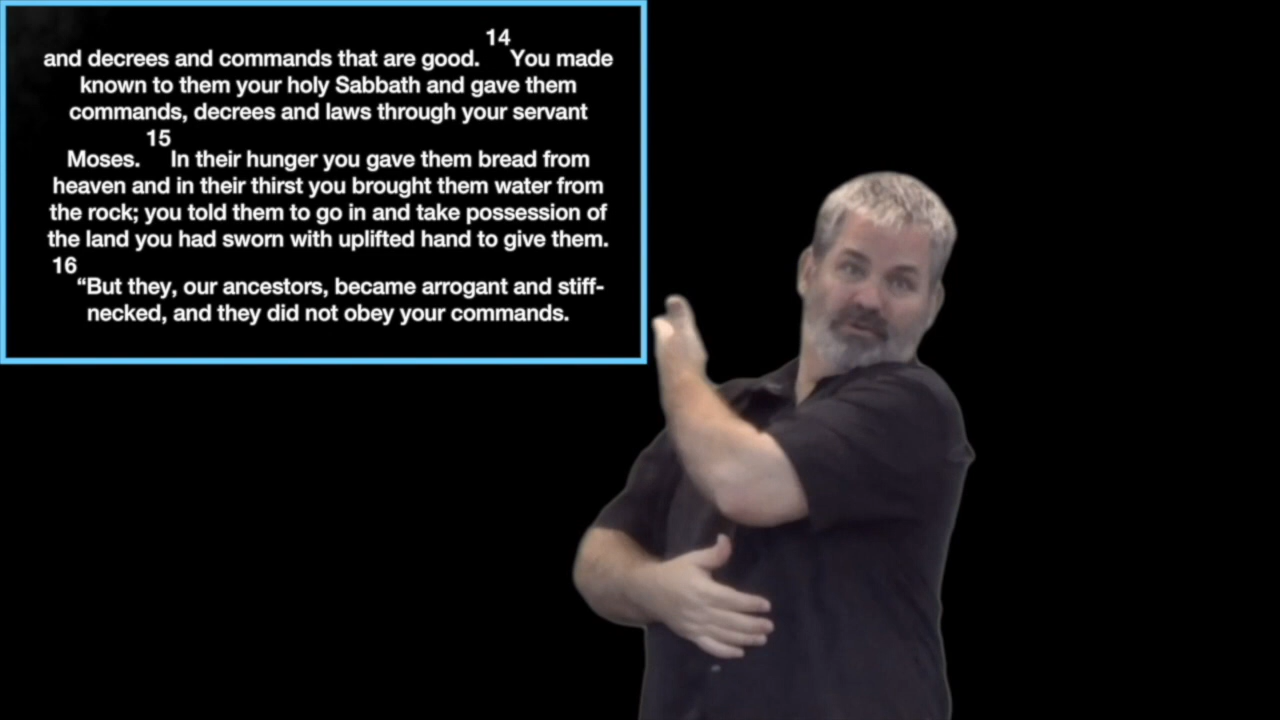 and decrees and commands that are good. 14 You made
known to them your holy Sabbath and gave them
commands, decrees and laws through your servant
Moses. 15 In their hunger you gave them bread from
heaven and in their thirst you brought them water from
the rock; you told them to go in and take possession of
the land you had sworn with uplifted hand to give them.
16 “But they, our ancestors, became arrogant and stiff-
necked, and they did not obey your commands.